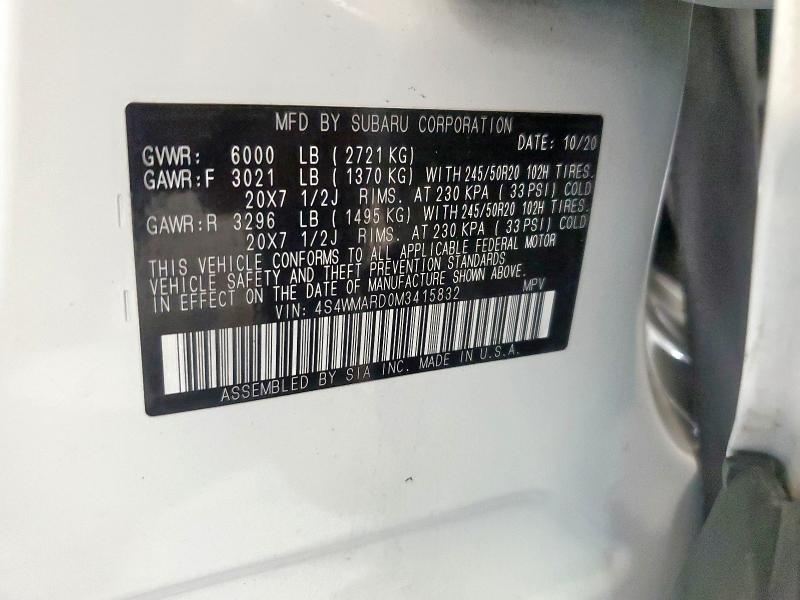 MFD BY SUBARU CORPORATION
DATE: 10/20
GVWR: 6000 LB ( 2721 KG)
GAWR:F 3021 LB ( 1370 KG) WITH 245/50R20 102H TIRES.
20X7 1/2J RIMS. AT 230 KPA ( 33 PSI) COLD
GAWR:R 3296 LB ( 1495 KG) WITH 245/50R20 102H TIRES.
20X7 1/2J RIMS. AT 230 KPA ( 33 PSI) COLD
THIS VEHICLE CONFORMS TO ALL APPLICABLE FEDERAL MOTOR
VEHICLE SAFETY AND THEFT PREVENTION STANDARDS
IN EFFECT ON THE DATE OF MANUFACTURE SHOWN ABOVE.
VIN: 4S4WMARD0M3415832 MPV
ASSEMBLED BY SIA INC. MADE IN U.S.A.